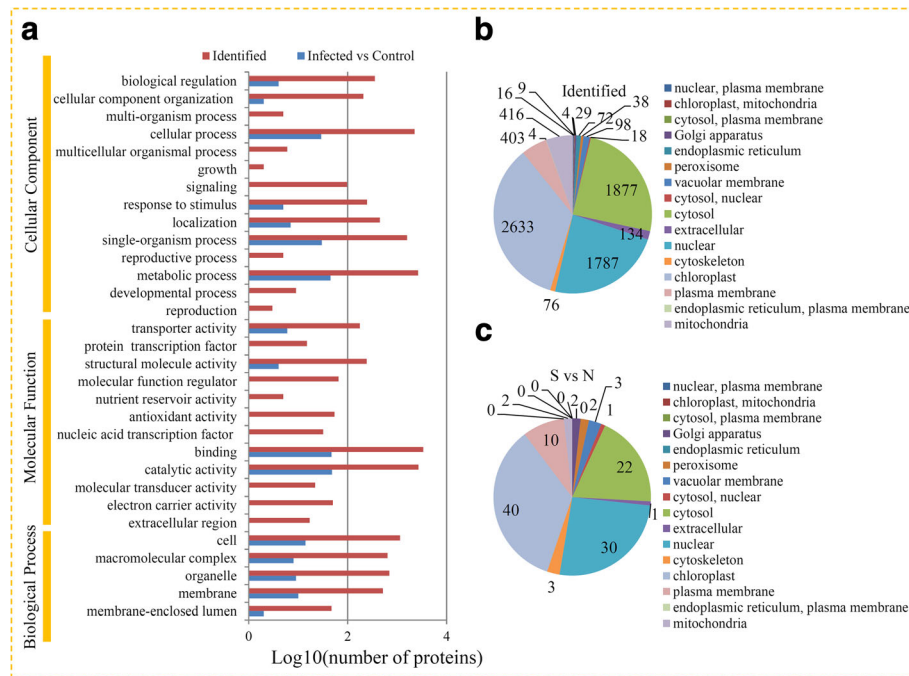 a
Identified
Infected vs Control
Cellular Component
biological regulation
cellular component organization
multi-organism process
cellular process
multicellular organismal process
growth
signaling
response to stimulus
localization
single-organism process
reproductive process
metabolic process
developmental process
reproduction
Molecular Function
transporter activity
protein transcription factor
structural molecule activity
molecular function regulator
nutrient reservoir activity
antioxidant activity
nucleic acid transcription factor
binding
catalytic activity
molecular transducer activity
electron carrier activity
extracellular region
Biological Process
cell
macromolecular complex
organelle
membrane
membrane-enclosed lumen
0 2 4
Log10(number of proteins)
b
Identified
16 9 4 29 72 38
416 98
403 4 18
1877
2633
134
1787
76
nuclear, plasma membrane
chloroplast, mitochondria
cytosol, plasma membrane
Golgi apparatus
endoplasmic reticulum
peroxisome
vacuolar membrane
cytosol, nuclear
cytosol
extracellular
nuclear
cytoskeleton
chloroplast
plasma membrane
endoplasmic reticulum, plasma membrane
mitochondria
c
S vs N
0 0 0 2 0 2 3
0 2 1
10
22
40
1
30
3
nuclear, plasma membrane
chloroplast, mitochondria
cytosol, plasma membrane
Golgi apparatus
endoplasmic reticulum
peroxisome
vacuolar membrane
cytosol, nuclear
cytosol
extracellular
nuclear
cytoskeleton
chloroplast
plasma membrane
endoplasmic reticulum, plasma membrane
mitochondria